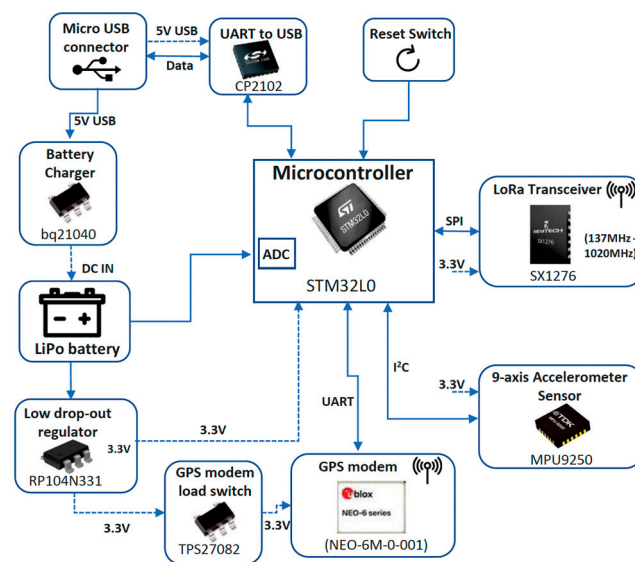 Micro USB
connector
5V USB
Data
UART to USB
CP2102
Reset Switch
5V USB
Battery
Charger
bq21040
DC IN
LiPo battery
Microcontroller
STM32L0
ADC
STM32L0
SPI
3.3V
LoRa Transceiver
SEMTECH
SX1276
(137MHz -
1020MHz)
SX1276
I²C
UART
3.3V
9-axis Accelerometer
Sensor
TDK
MPU9250
Low drop-out
regulator
3.3V
RP104N331
3.3V
3.3V
GPS modem
load switch
TPS27082
3.3V
GPS modem
blox
NEO-6 series
(NEO-6M-0-001)